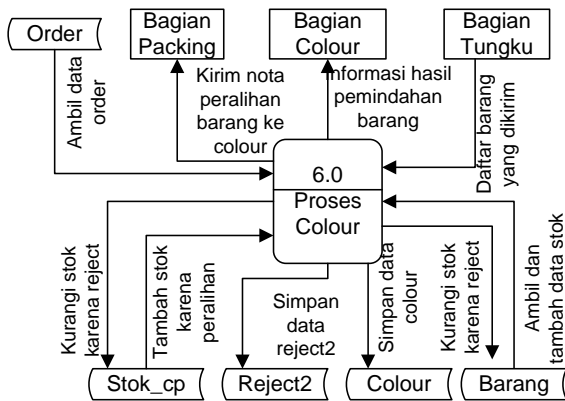 Order
Bagian
Packing
Bagian
Colour
Bagian
Tungku
Ambil data
order
Kirim nota
peralihan
barang ke
colour
Informasi hasil
pemindahan
barang
Daftar barang
yang dikirim
6.0
Proses
Colour
Kurangi stok
karena reject
Tambah stok
karena
peralihan
Simpan
data
reject2
Simpan data
colour
Kurangi stok
karena reject
Ambil dan
tambah data stok
Stok_cp
Reject2
Colour
Barang